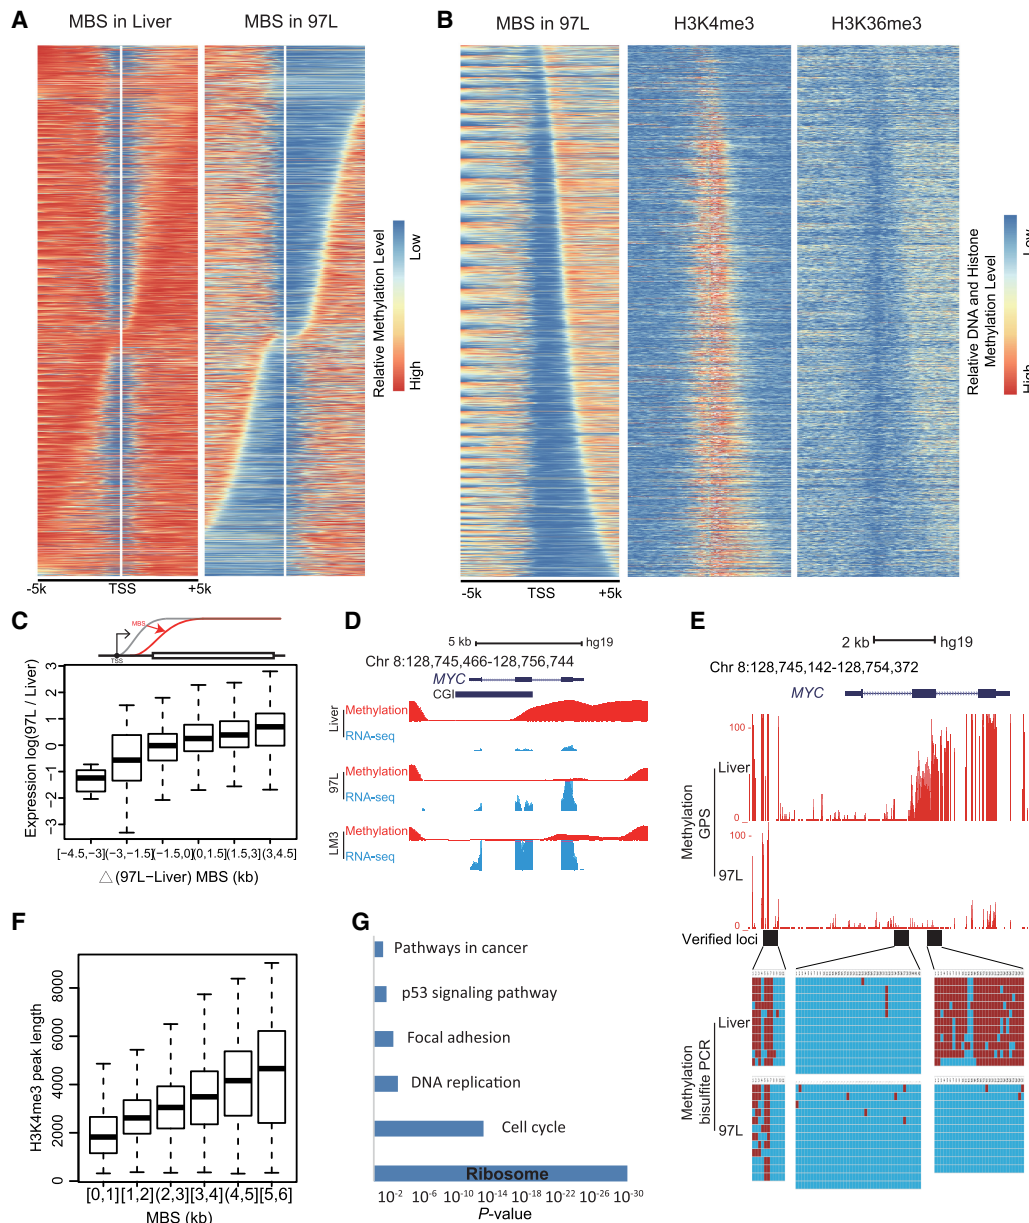 A
MBS in Liver
MBS in 97L
Relative Methylation Level
Low
High
-5k
TSS
+5k
B
MBS in 97L
H3K4me3
H3K36me3
Relative DNA and Histone
Methylation Level
Low
High
-5k
TSS
+5k
C
MBS
TSS
Expression log(97L / Liver)
3
2
1
0
−1
−2
−3
[−4.5,−3]
(−3,−1.5]
(−1.5,0]
(0,1.5]
(1.5,3]
(3,4.5]
△(97L−Liver) MBS (kb)
D
5 kb
hg19
Chr 8:128,745,466-128,756,744
MYC
CGI
Liver
Methylation
RNA-seq
97L
Methylation
RNA-seq
LM3
Methylation
RNA-seq
E
2 kb
hg19
Chr 8:128,745,142-128,754,372
MYC
Methylation
GPS
Liver
100
0
97L
100
0
Verified loci
Methylation
bisulfite PCR
Liver
97L
F
H3K4me3 peak length
8000
6000
4000
2000
0
[0,1]
[1,2]
(2,3]
[3,4]
(4,5]
[5,6]
MBS (kb)
G
Pathways in cancer
p53 signaling pathway
Focal adhesion
DNA replication
Cell cycle
Ribosome
10-2 10-6 10-10 10-14 10-18 10-22 10-26 10-30
P-value